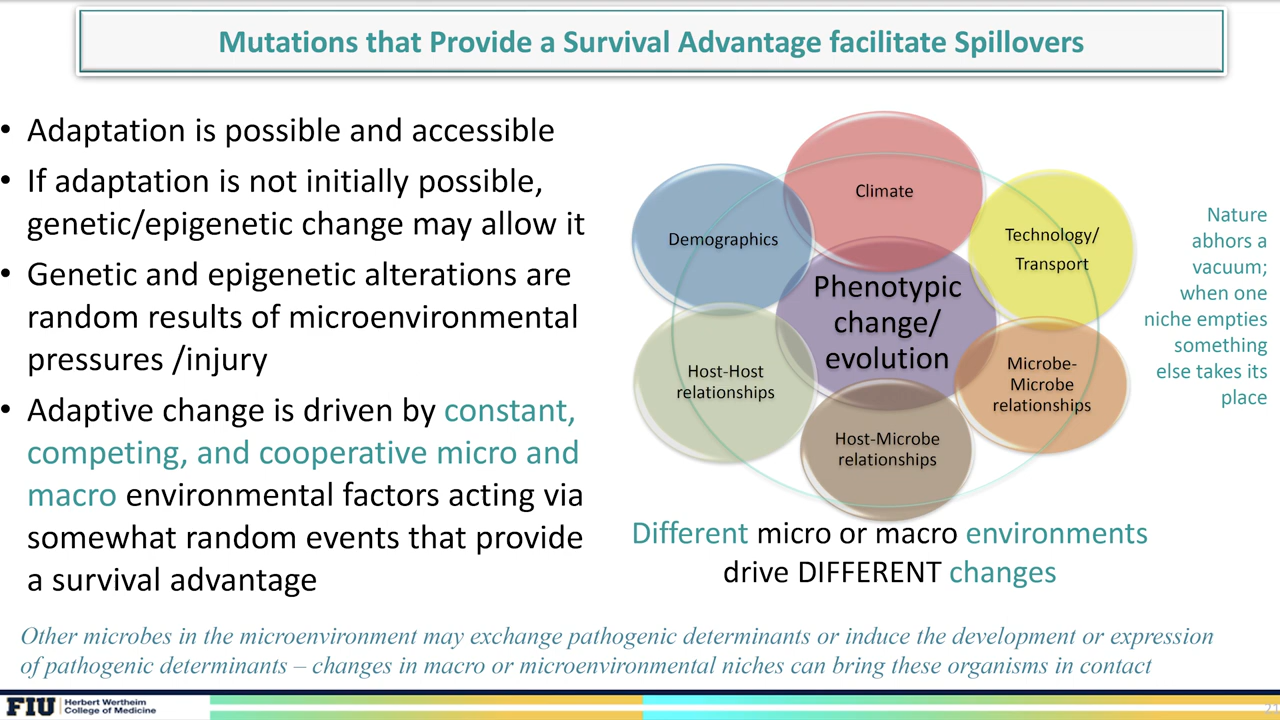 Mutations that Provide a Survival Advantage facilitate Spillovers
• Adaptation is possible and accessible
• If adaptation is not initially possible,
genetic/epigenetic change may allow it
• Genetic and epigenetic alterations are
random results of microenvironmental
pressures /injury
• Adaptive change is driven by constant,
competing, and cooperative micro and
macro environmental factors acting via
somewhat random events that provide
a survival advantage
Climate
Demographics
Technology/
Transport
Phenotypic
change/
evolution
Host-Host
relationships
Microbe-
Microbe
relationships
Host-Microbe
relationships
Nature
abhors a
vacuum;
when one
niche empties
something
else takes its
place
Different micro or macro environments
drive DIFFERENT changes
Other microbes in the microenvironment may exchange pathogenic determinants or induce the development or expression
of pathogenic determinants – changes in macro or microenvironmental niches can bring these organisms in contact
FIU
Herbert Wertheim
College of Medicine
21